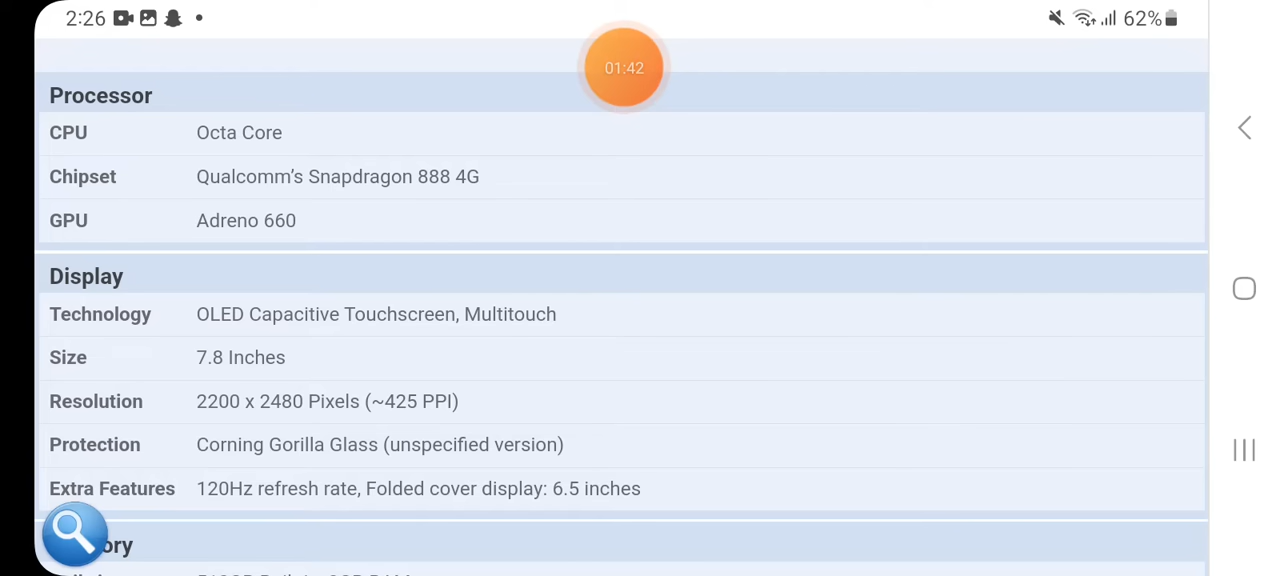 2:26 62%
01:42
Processor
CPU Octa Core
Chipset Qualcomm's Snapdragon 888 4G
GPU Adreno 660
Display
Technology OLED Capacitive Touchscreen, Multitouch
Size 7.8 Inches
Resolution 2200 x 2480 Pixels (~425 PPI)
Protection Corning Gorilla Glass (unspecified version)
Extra Features 120Hz refresh rate, Folded cover display: 6.5 inches
ory